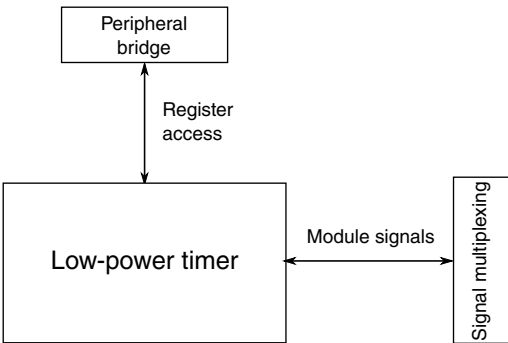 Peripheral
bridge
Register
access
Low-power timer
Module signals
Signal multiplexing